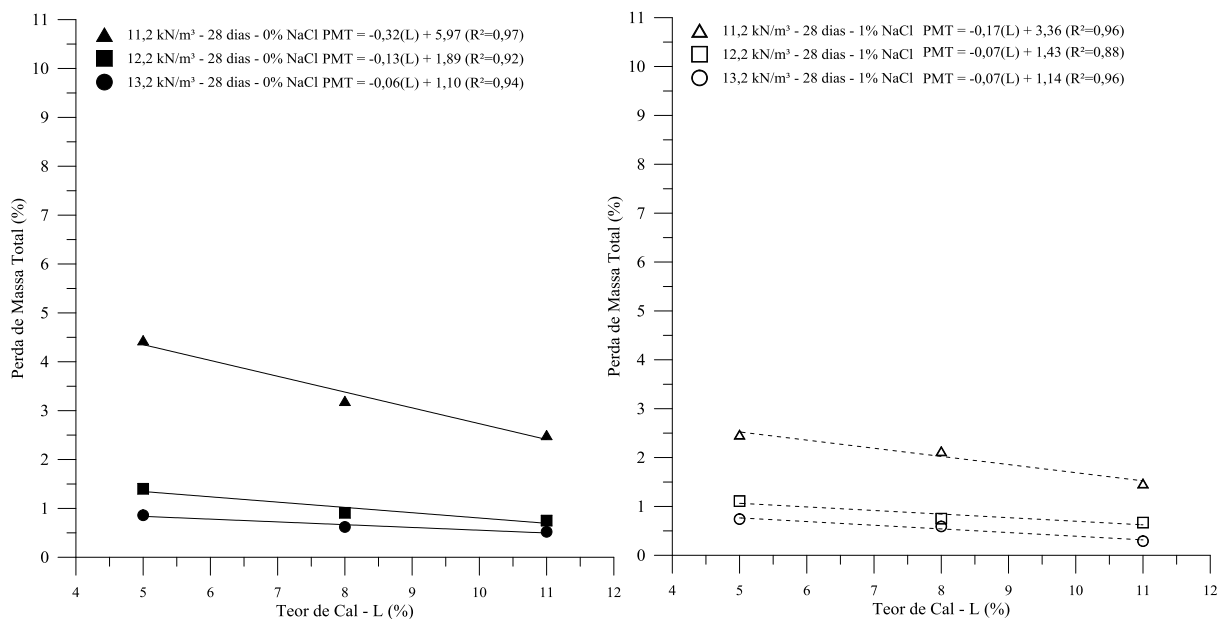 11,2 kN/m³ - 28 dias - 0% NaCl PMT = -0,32(L) + 5,97 (R²=0,97)
12,2 kN/m³ - 28 dias - 0% NaCl PMT = -0,13(L) + 1,89 (R²=0,92)
13,2 kN/m³ - 28 dias - 0% NaCl PMT = -0,06(L) + 1,10 (R²=0,94)
11
10
9
8
7
6
5
4
3
2
1
0
Perda de Massa Total (%)
4 5 6 7 8 9 10 11 12
Teor de Cal - L (%)
11,2 kN/m³ - 28 dias - 1% NaCl PMT = -0,17(L) + 3,36 (R²=0,96)
12,2 kN/m³ - 28 dias - 1% NaCl PMT = -0,07(L) + 1,43 (R²=0,88)
13,2 kN/m³ - 28 dias - 1% NaCl PMT = -0,07(L) + 1,14 (R²=0,96)
11
10
9
8
7
6
5
4
3
2
1
0
Perda de Massa Total (%)
4 5 6 7 8 9 10 11 12
Teor de Cal - L (%)